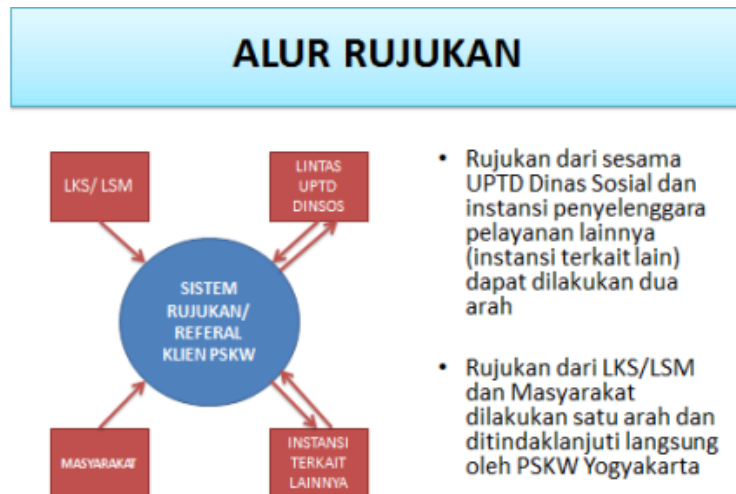 ALUR RUJUKAN
LKS/ LSM
LINTAS
UPTD
DINSOS
SISTEM
RUJUKAN/
REFERAL
KLIEN PSKW
MASYARAKAT
INSTANSI
TERKAIT
LAINNYA
• Rujukan dari sesama
UPTD Dinas Sosial dan
instansi penyelenggara
pelayanan lainnya
(instansi terkait lain)
dapat dilakukan dua
arah
• Rujukan dari LKS/LSM
dan Masyarakat
dilakukan satu arah dan
ditindaklanjuti langsung
oleh PSKW Yogyakarta